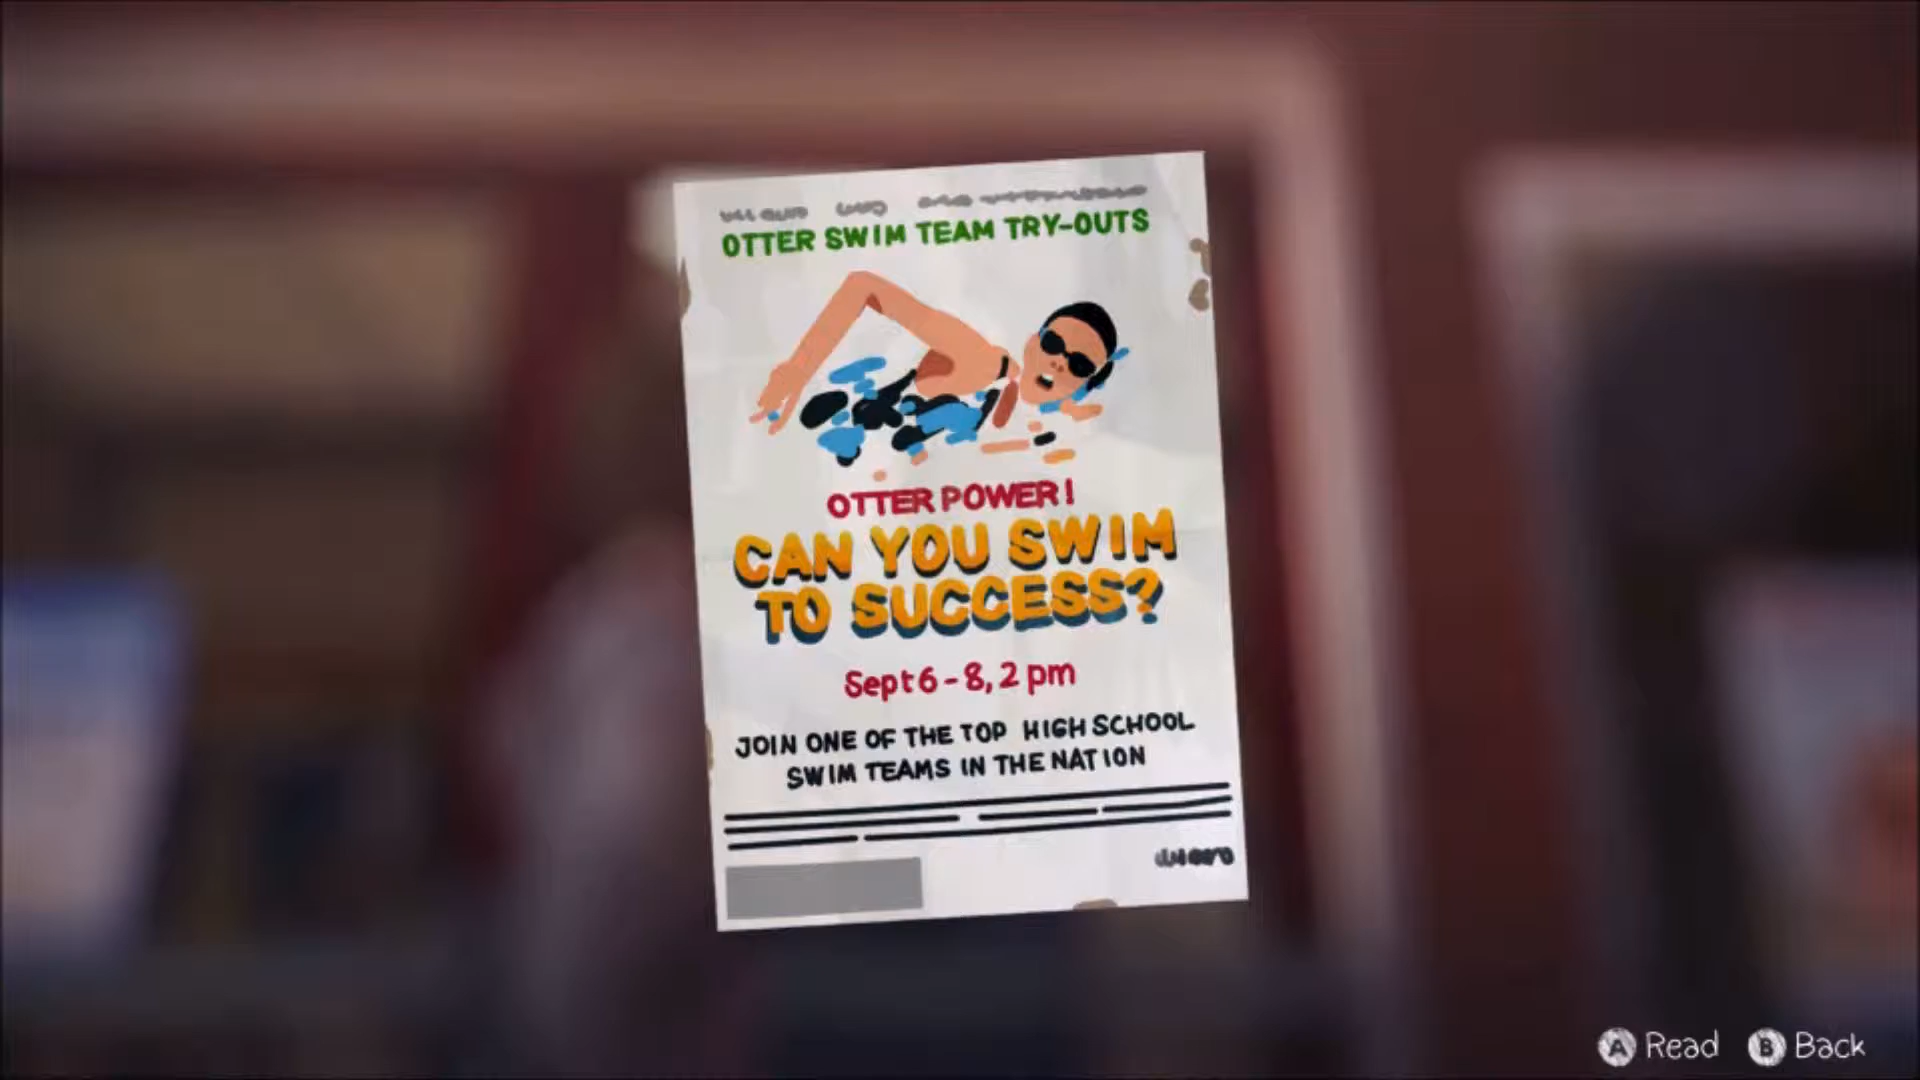 OTTER SWIM TEAM TRY-OUTS
OTTER POWER!
CAN YOU SWIM
TO SUCCESS?
Sept 6-8, 2 pm
JOIN ONE OF THE TOP HIGH SCHOOL
SWIM TEAMS IN THE NATION
A Read B Back